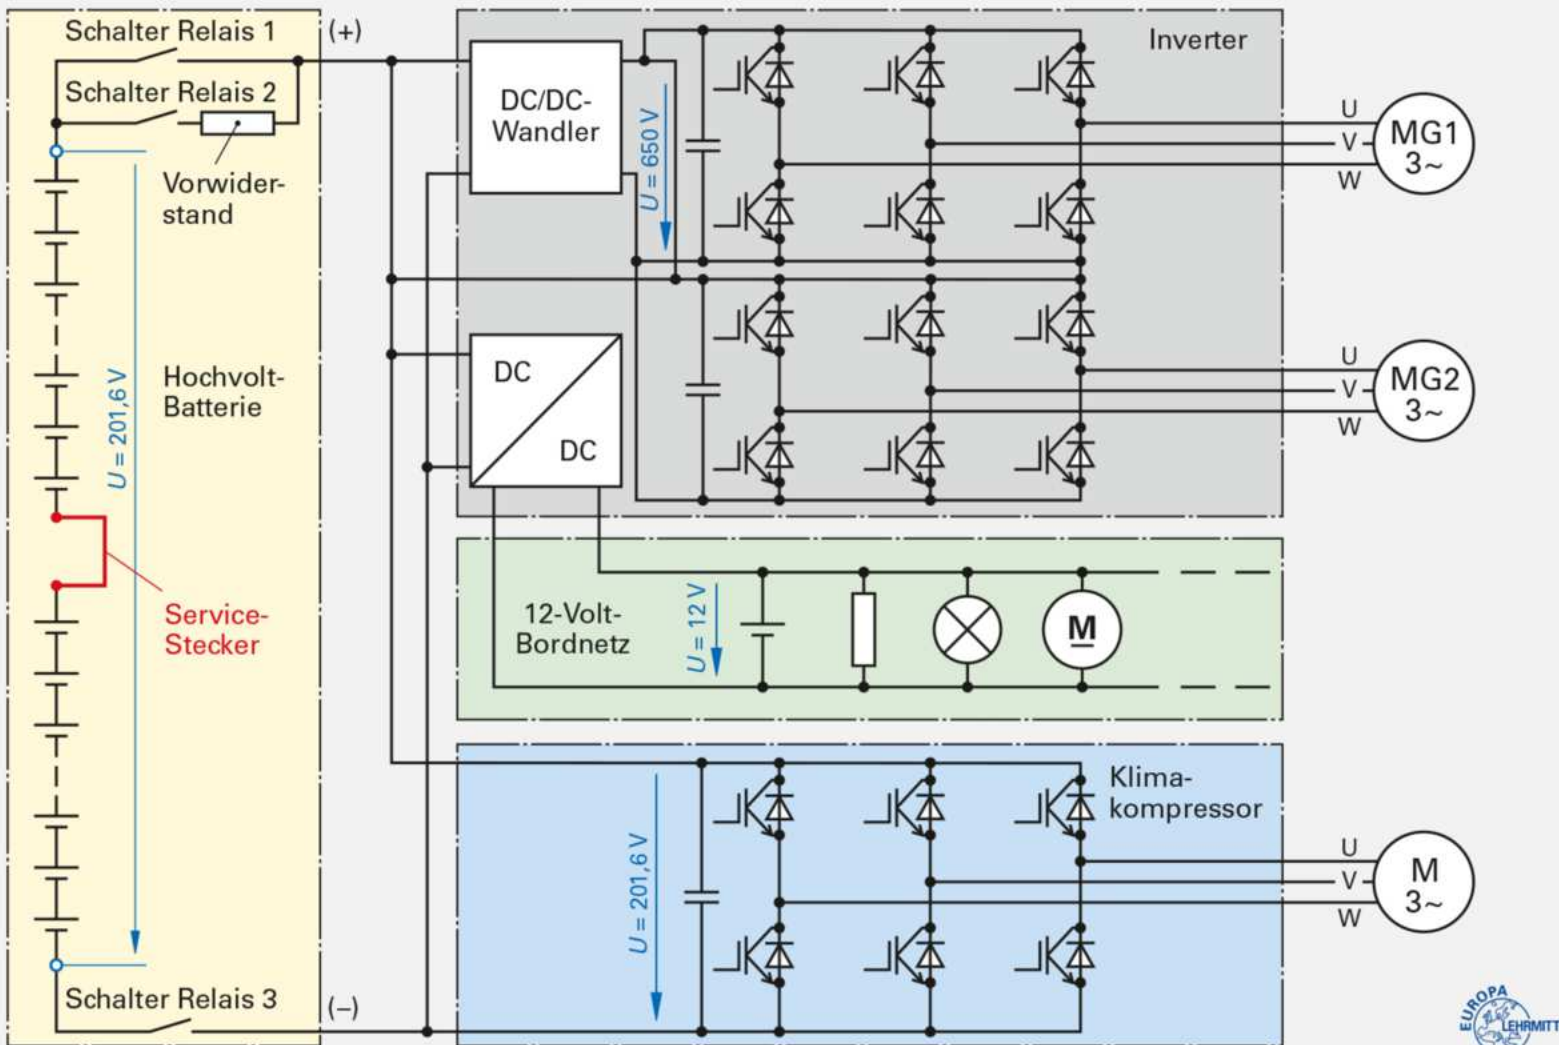 Schalter Relais 1
(+)
Schalter Relais 2
Vorwider-
stand
Hochvolt-
Batterie
U = 201,6 V
Service-
Stecker
Schalter Relais 3
(–)
DC/DC-
Wandler
U = 650 V
Inverter
U
V
W
MG1
3~
DC
DC
U
V
W
MG2
3~
12-Volt-
Bordnetz
U = 12 V
M
U = 201,6 V
Klima-
kompressor
U
V
W
M
3~
EUROPA
LEHRMITT